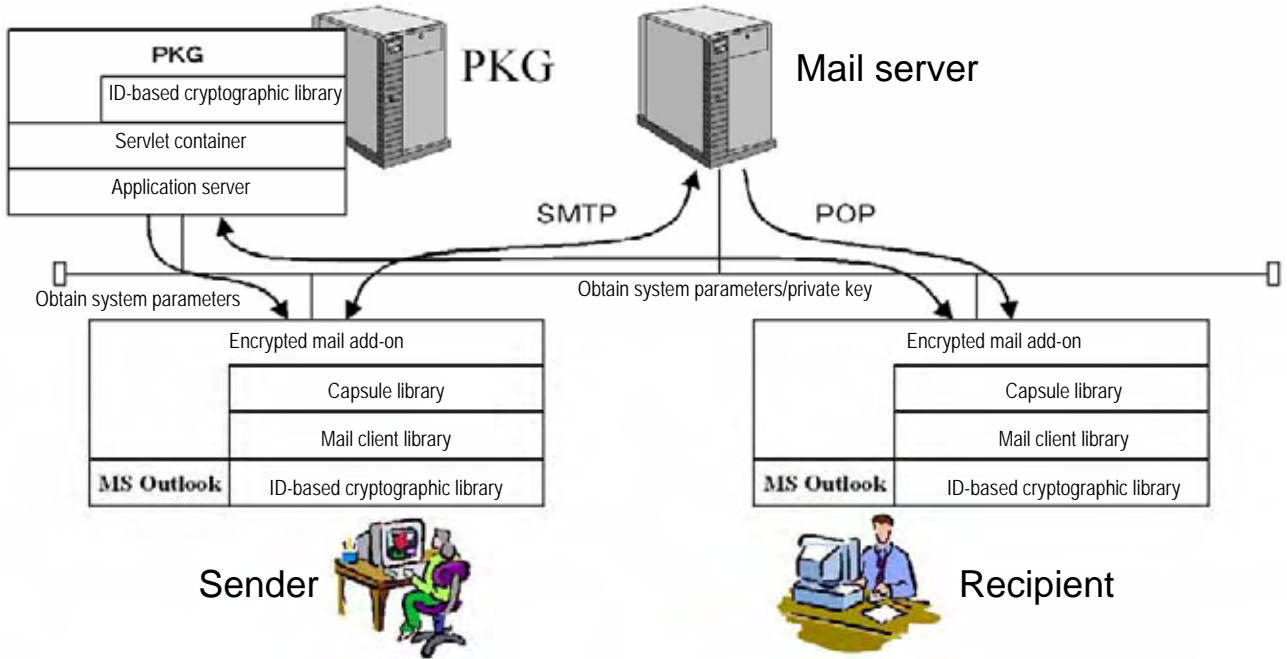 PKG
ID-based cryptographic library
Servlet container
Application server
PKG
Mail server
SMTP
POP
Obtain system parameters
Obtain system parameters/private key
Encrypted mail add-on
Capsule library
Mail client library
MS Outlook
ID-based cryptographic library
Encrypted mail add-on
Capsule library
Mail client library
MS Outlook
ID-based cryptographic library
Sender
Recipient